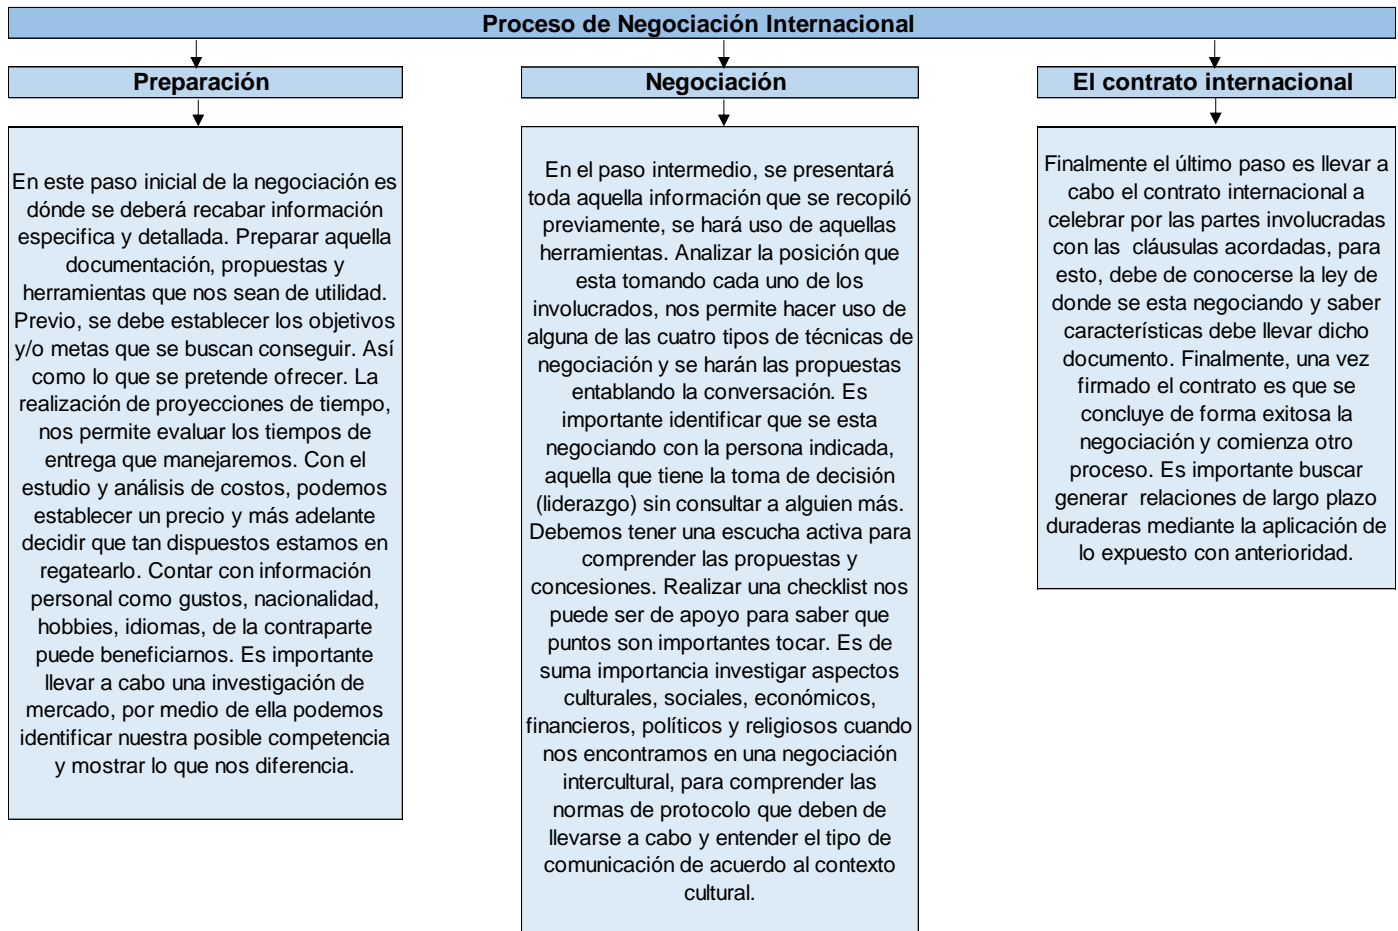 Proceso de Negociación Internacional
Preparación
En este paso inicial de la negociación es
dónde se deberá recabar información
especifica y detallada. Preparar aquella
documentación, propuestas y
herramientas que nos sean de utilidad.
Previo, se debe establecer los objetivos
y/o metas que se buscan conseguir. Así
como lo que se pretende ofrecer. La
realización de proyecciones de tiempo,
nos permite evaluar los tiempos de
entrega que manejaremos. Con el
estudio y análisis de costos, podemos
establecer un precio y más adelante
decidir que tan dispuestos estamos en
regatearlo. Contar con información
personal como gustos, nacionalidad,
hobbies, idiomas, de la contraparte
puede beneficiarnos. Es importante
llevar a cabo una investigación de
mercado, por medio de ella podemos
identificar nuestra posible competencia
y mostrar lo que nos diferencia.
Negociación
En el paso intermedio, se presentará
toda aquella información que se recopiló
previamente, se hará uso de aquellas
herramientas. Analizar la posición que
esta tomando cada uno de los
involucrados, nos permite hacer uso de
alguna de las cuatro tipos de técnicas de
negociación y se harán las propuestas
entablando la conversación. Es
importante identificar que se esta
negociando con la persona indicada,
aquella que tiene la toma de decisión
(liderazgo) sin consultar a alguien más.
Debemos tener una escucha activa para
comprender las propuestas y
concesiones. Realizar una checklist nos
puede ser de apoyo para saber que
puntos son importantes tocar. Es de
suma importancia investigar aspectos
culturales, sociales, económicos,
financieros, políticos y religiosos cuando
nos encontramos en una negociación
intercultural, para comprender las
normas de protocolo que deben de
llevarse a cabo y entender el tipo de
comunicación de acuerdo al contexto
cultural.
El contrato internacional
Finalmente el último paso es llevar a
cabo el contrato internacional a
celebrar por las partes involucradas
con las  cláusulas acordadas, para
esto, debe de conocerse la ley de
donde se esta negociando y saber
características debe llevar dicho
documento. Finalmente, una vez
firmado el contrato es que se
concluye de forma exitosa la
negociación y comienza otro
proceso. Es importante buscar
generar  relaciones de largo plazo
duraderas mediante la aplicación de
lo expuesto con anterioridad.